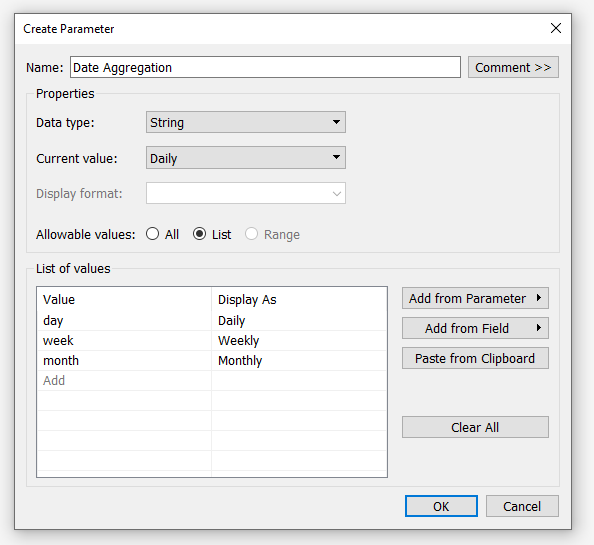 Create Parameter
Name: Date Aggregation Comment >>
Properties
Data type: String
Current value: Daily
Display format:
Allowable values: All List Range
List of values
Value Display As
day Daily
week Weekly
month Monthly
Add
Add from Parameter
Add from Field
Paste from Clipboard
Clear All
OK Cancel